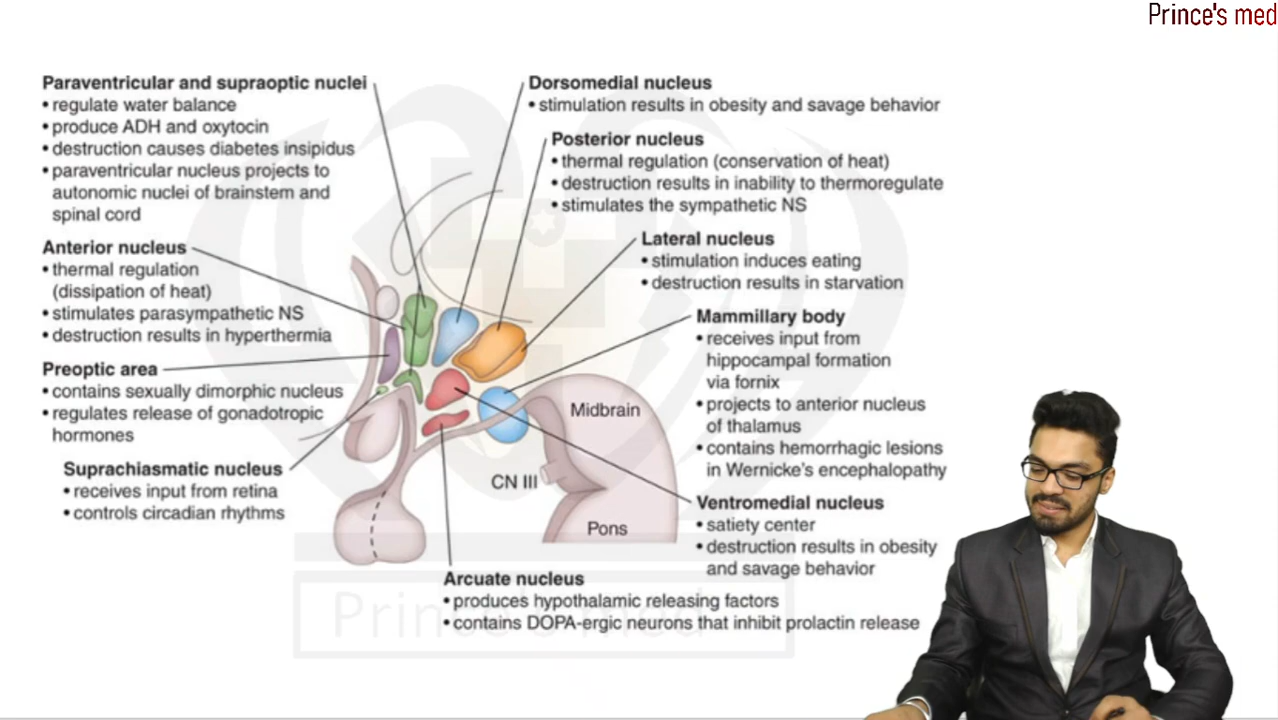 Prince's med
Paraventricular and supraoptic nuclei
• regulate water balance
• produce ADH and oxytocin
• destruction causes diabetes insipidus
• paraventricular nucleus projects to
autonomic nuclei of brainstem and
spinal cord
Anterior nucleus
• thermal regulation
(dissipation of heat)
• stimulates parasympathetic NS
• destruction results in hyperthermia
Preoptic area
• contains sexually dimorphic nucleus
• regulates release of gonadotropic
hormones
Suprachiasmatic nucleus
• receives input from retina
• controls circadian rhythms
Dorsomedial nucleus
• stimulation results in obesity and savage behavior
Posterior nucleus
• thermal regulation (conservation of heat)
• destruction results in inability to thermoregulate
• stimulates the sympathetic NS
Lateral nucleus
• stimulation induces eating
• destruction results in starvation
Mammillary body
• receives input from
hippocampal formation
via fornix
• projects to anterior nucleus
of thalamus
• contains hemorrhagic lesions
in Wernicke's encephalopathy
Ventromedial nucleus
• satiety center
• destruction results in obesity
and savage behavior
Midbrain
CN III
Pons
Arcuate nucleus
• produces hypothalamic releasing factors
• contains DOPA-ergic neurons that inhibit prolactin release
Prince's med